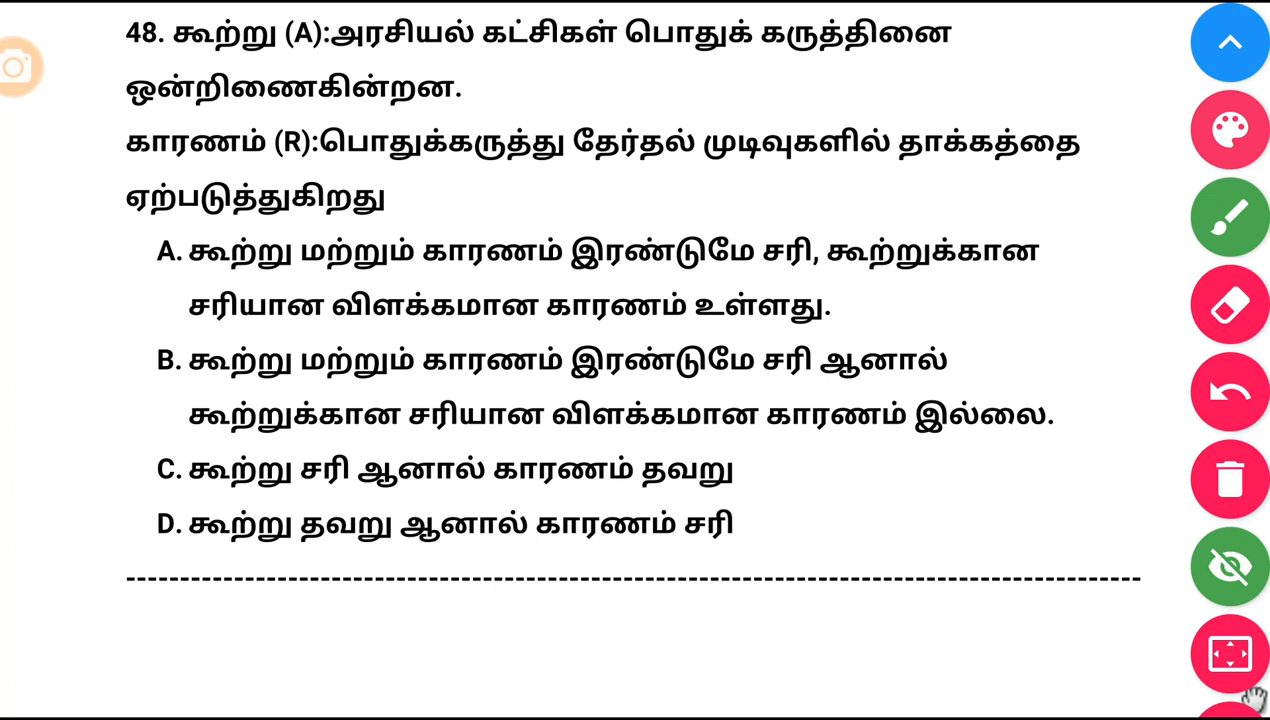 48. கூற்று (A):அரசியல் கட்சிகள் பொதுக் கருத்தினை
ஒன்றிணைகின்றன.
காரணம் (R):பொதுக்கருத்து தேர்தல் முடிவுகளில் தாக்கத்தை
ஏற்படுத்துகிறது
A. கூற்று மற்றும் காரணம் இரண்டுமே சரி, கூற்றுக்கான
சரியான விளக்கமான காரணம் உள்ளது.
B. கூற்று மற்றும் காரணம் இரண்டுமே சரி ஆனால்
கூற்றுக்கான சரியான விளக்கமான காரணம் இல்லை.
C. கூற்று சரி ஆனால் காரணம் தவறு
D. கூற்று தவறு ஆனால் காரணம் சரி